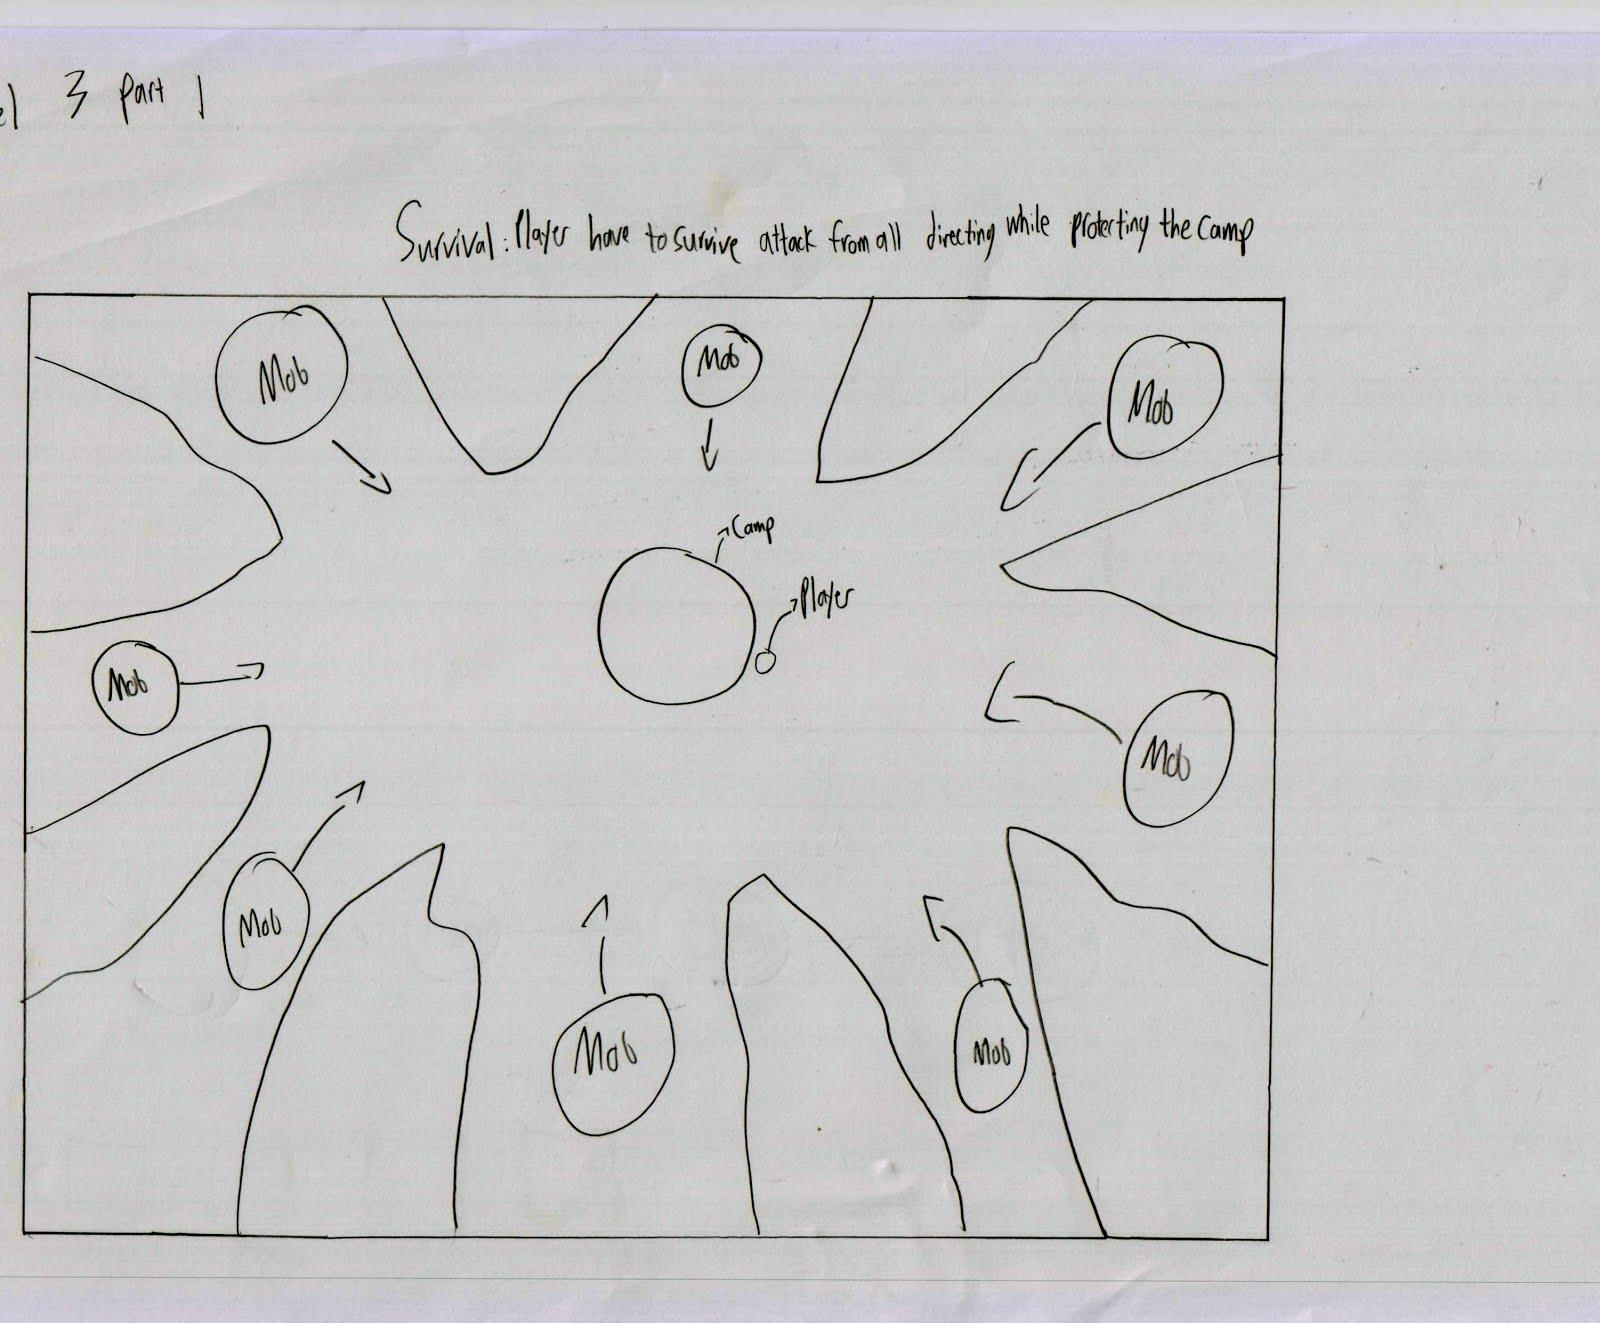 el 3 Part 1
Survival: Player have to survive attack from all directing while protecting the camp
Mob
Mob
Mob
Camp
Player
Mob
Mob
Mob
Mob
Mob